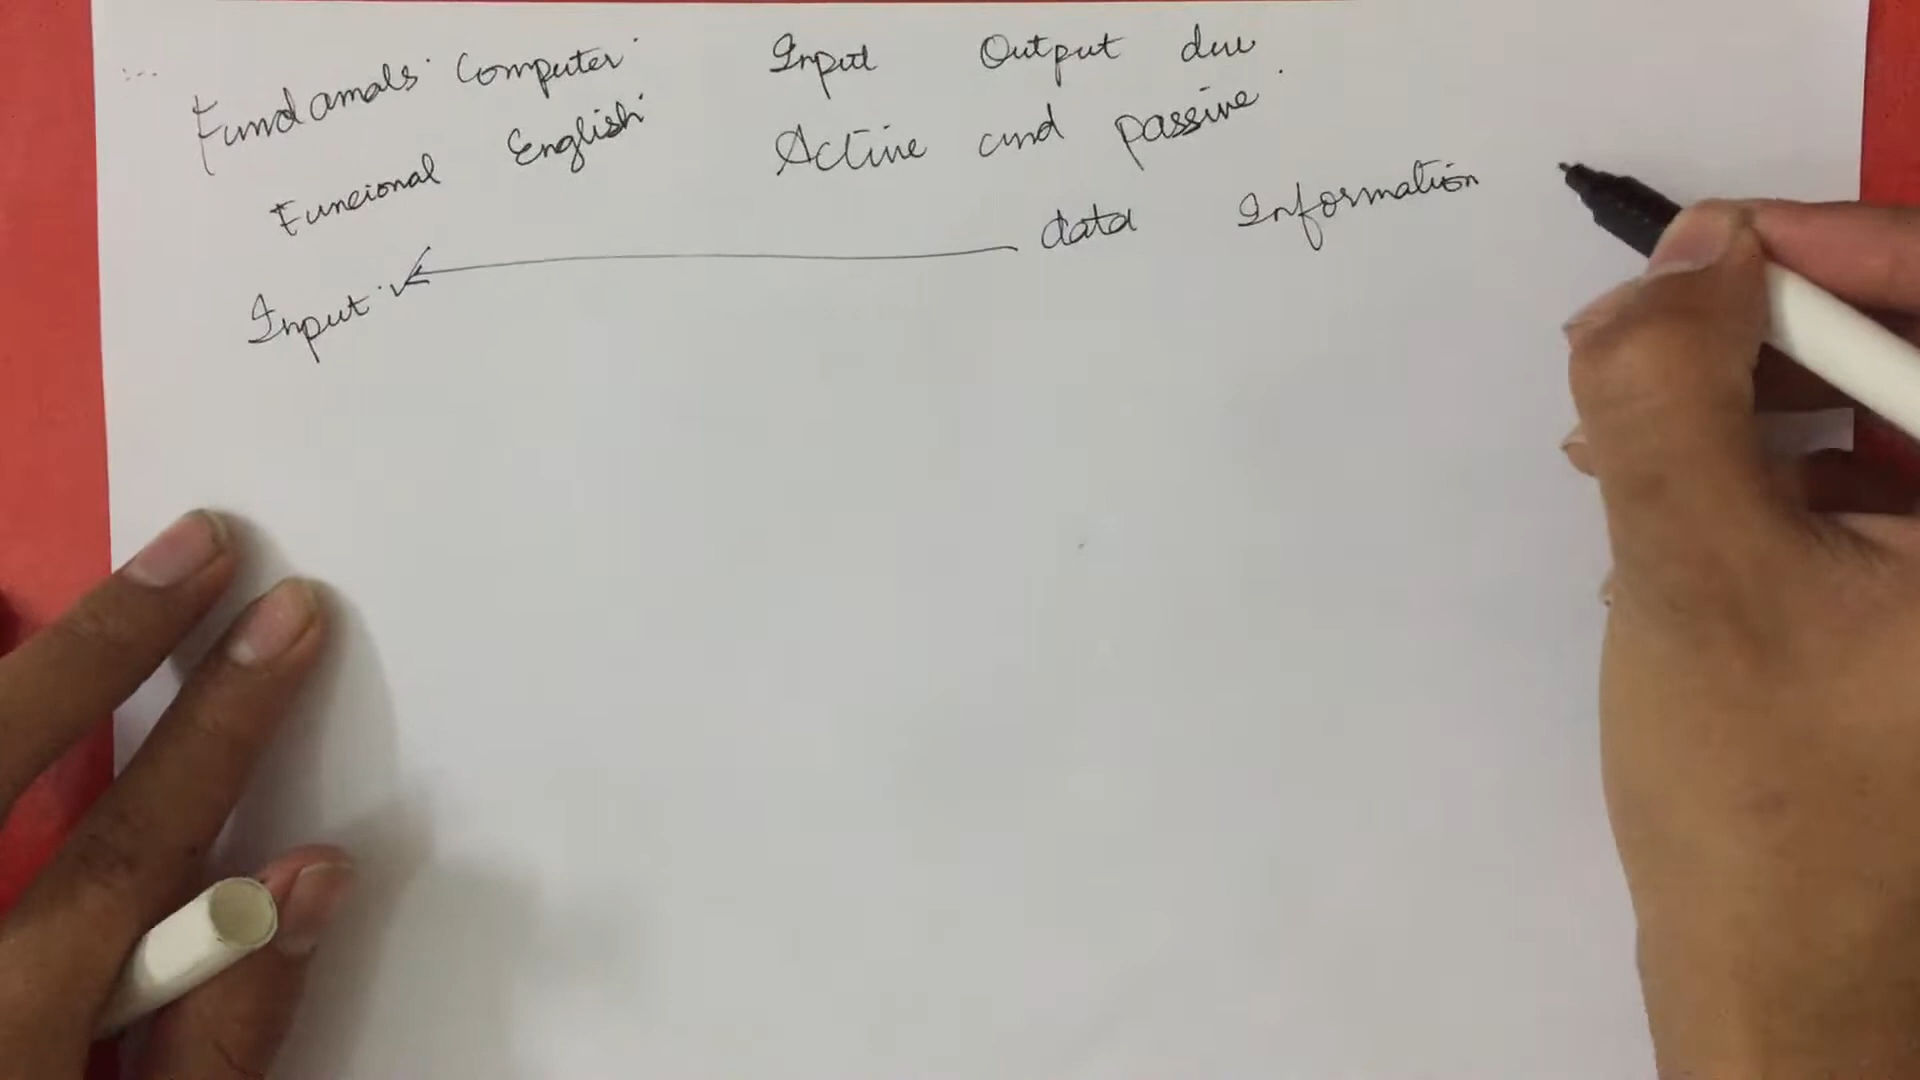 Fundamals Computer Input Output due
Funcional English Active and passive
data Information
Input